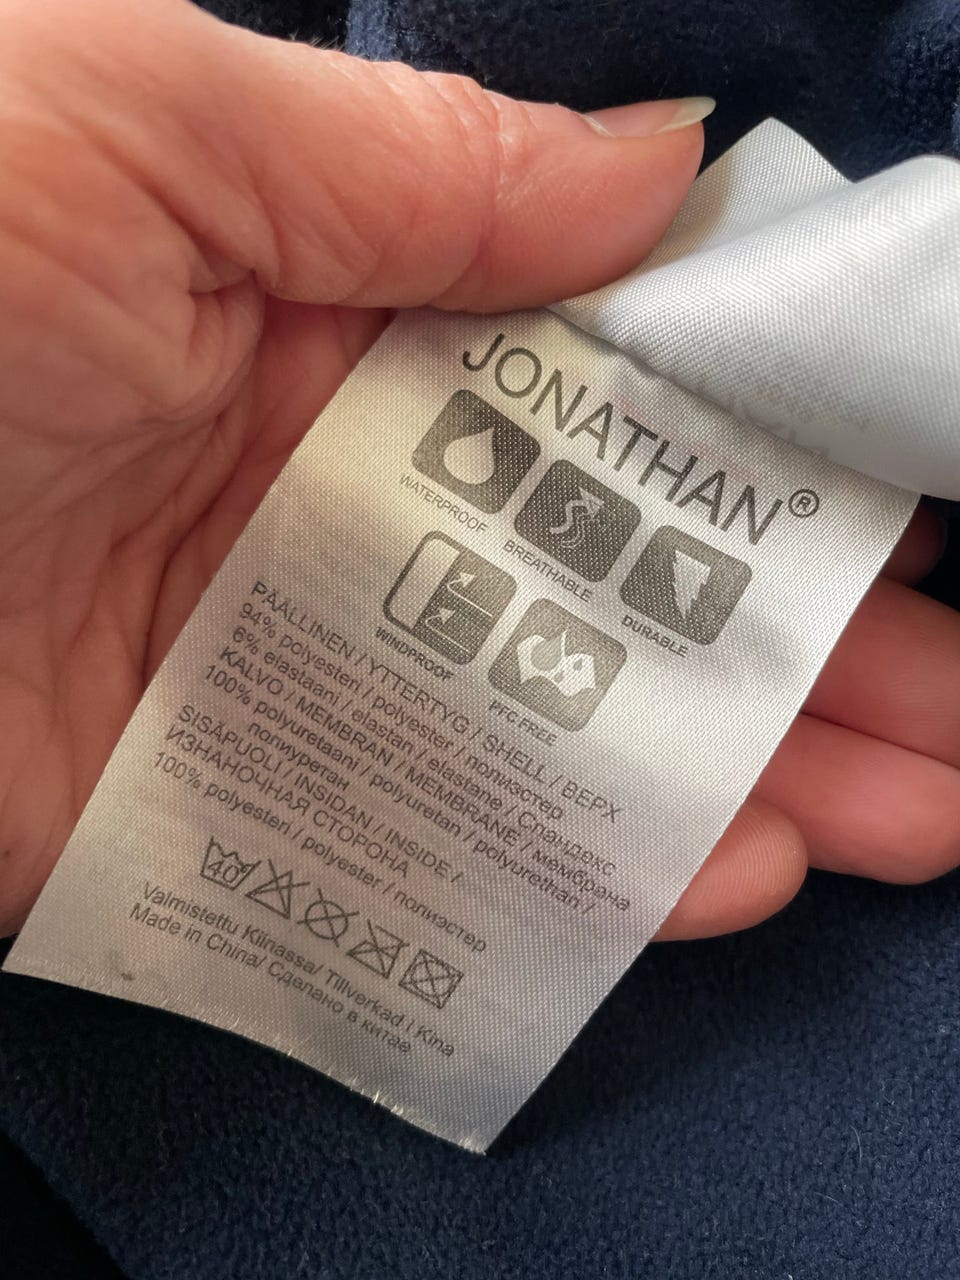 JONATHAN®
WATERPROOF
BREATHABLE
DURABLE
WINDPROOF
PFC FREE
PÄÄLLINEN / YTTERTYG / SHELL / ВЕРХ
94% polyesteri / polyester / полиэстер
6% elastaani / elastan / elastane / Спандекс
KALVO / MEMBRAN / MEMBRANE / мембрана
100% polyuretaani / polyuretan / polyurethan /
полиуретан
SISÄPUOLI / INSIDAN / INSIDE /
ИЗНАНОЧНАЯ СТОРОНА
100% polyesteri / polyester / полиэстер
40°
Valmistettu Kiinassa/ Tillverkad i Kina
Made in China/ Сделано в китае